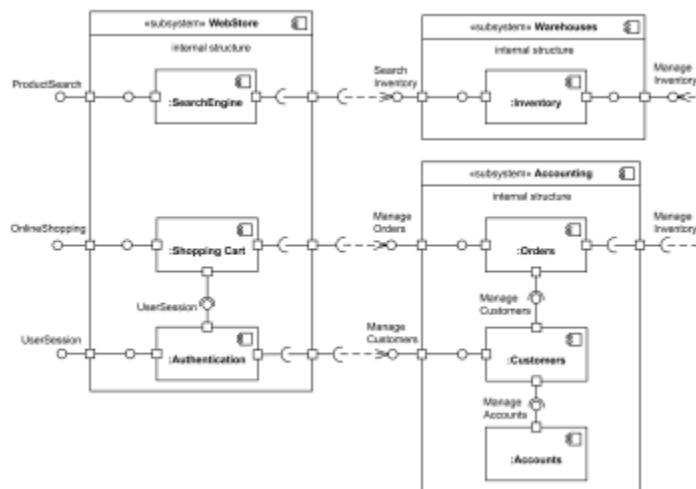 «subsystem» WebStore
«subsystem» Warehouses
internal structure
internal structure
Manage
Inventory
ProductSearch
Search
Inventory
:SearchEngine
:Inventory
«subsystem» Accounting
internal structure
OnlineShopping
Manage
Orders
Manage
Inventory
:Shopping Cart
:Orders
UserSession
Manage
Customers
UserSession
Manage
Customers
:Authentication
:Customers
Manage
Accounts
:Accounts